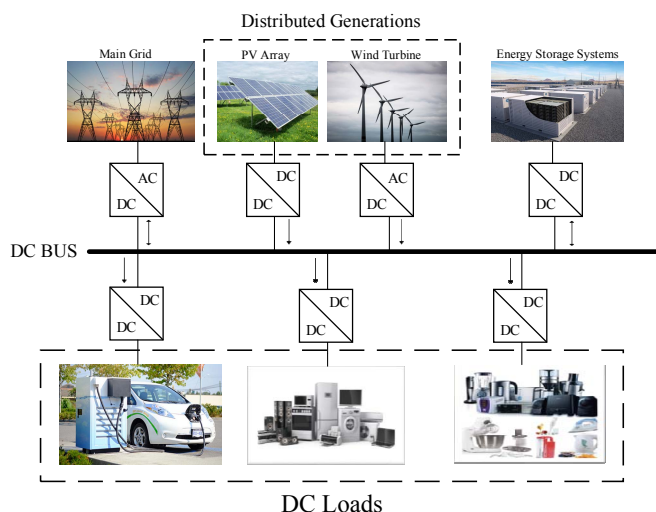 Distributed Generations
Main Grid
PV Array
Wind Turbine
Energy Storage Systems
AC
DC
DC
DC
AC
DC
DC
DC
DC BUS
DC
DC
DC
DC
DC
DC
DC Loads